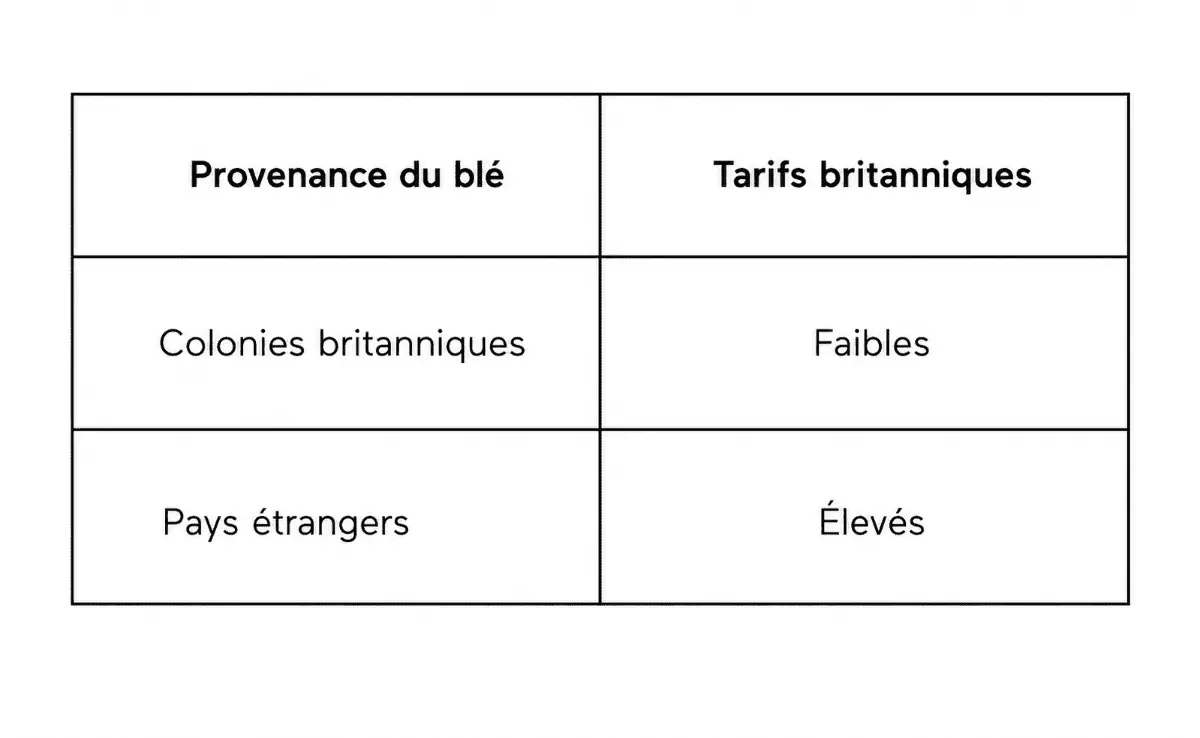 Provenance du blé
Tarifs britanniques
Colonies britanniques
Faibles
Pays étrangers
Élevés